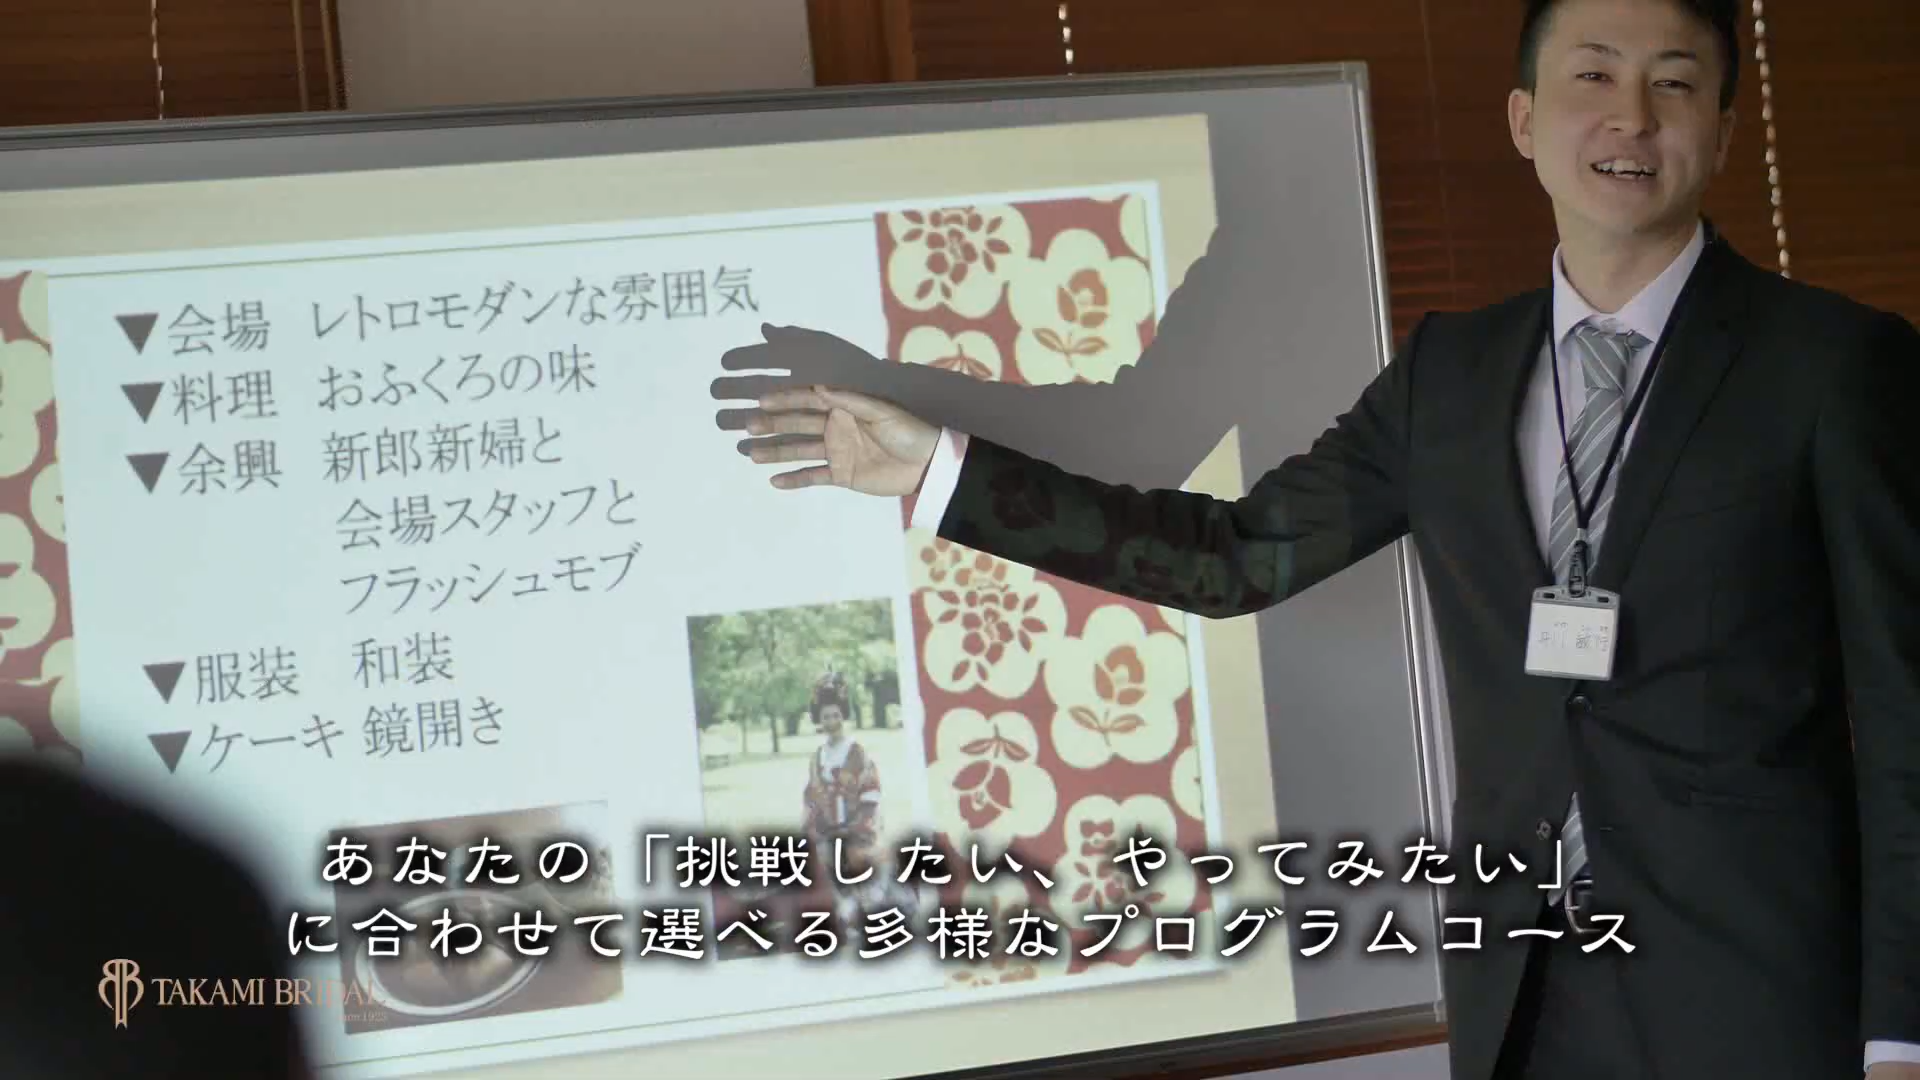 ▼会場 レトロモダンな雰囲気
▼料理 おふくろの味
▼余興 新郎新婦と
会場スタッフと
フラッシュモブ
▼服装 和装
▼ケーキ 鏡開き
あなたの「挑戦したい、やってみたい」
に合わせて選べる多様なプログラムコース
TAKAMI BRIDAL
since 1923